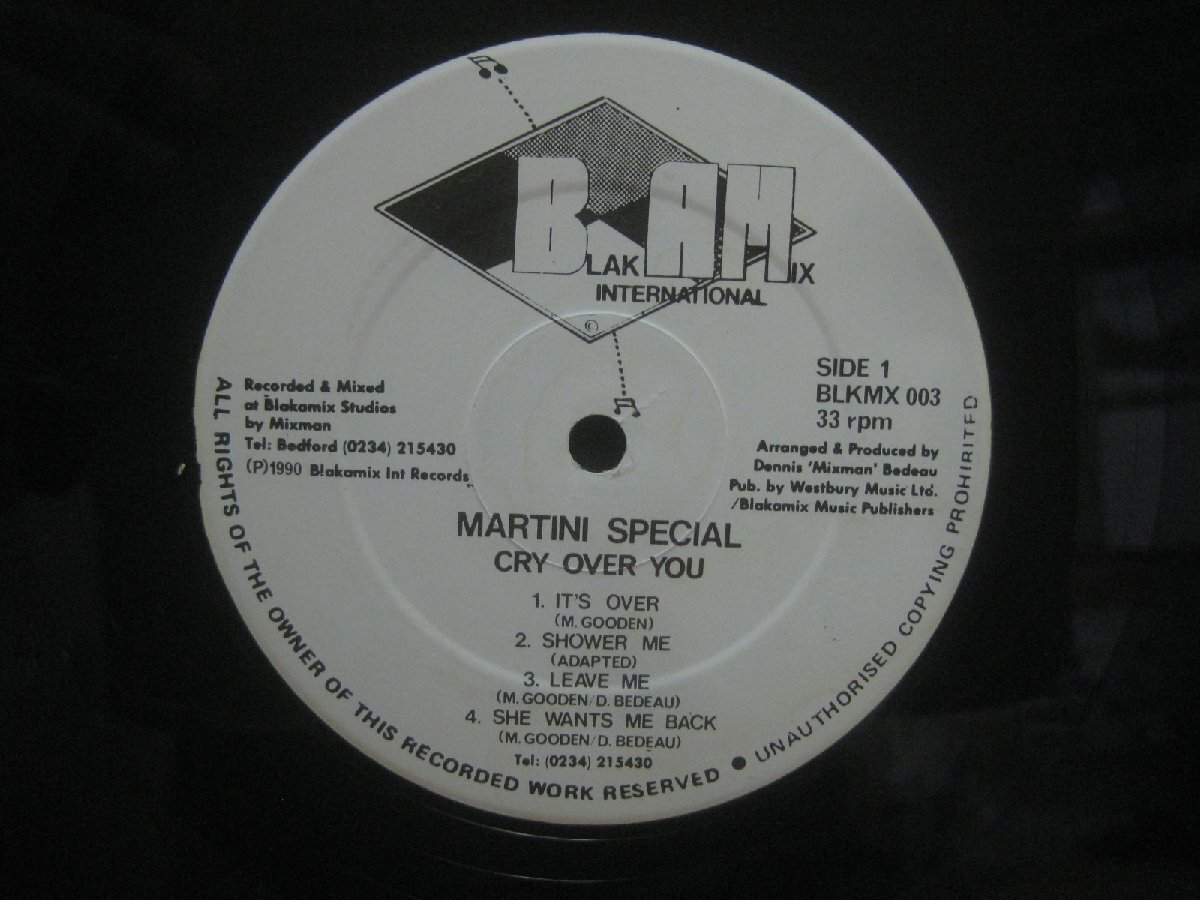 BLAK AMIX
INTERNATIONAL
©
SIDE 1
BLKMX 003
33 rpm
Recorded & Mixed
at Blakamix Studios
by Mixman
Tel: Bedford (0234) 215430
(P)1990 Blakamix Int Records
Arranged & Produced by
Dennis 'Mixman' Bedeau
Pub. by Westbury Music Ltd.
/Blakamix Music Publishers
MARTINI SPECIAL
CRY OVER YOU
1. IT'S OVER
(M. GOODEN)
2. SHOWER ME
(ADAPTED)
3. LEAVE ME
(M. GOODEN/D. BEDEAU)
4. SHE WANTS ME BACK
(M. GOODEN/D. BEDEAU)
Tel: (0234) 215430
ALL RIGHTS OF THE OWNER OF THIS RECORDED WORK RESERVED ● UNAUTHORISED COPYING PROHIBITED